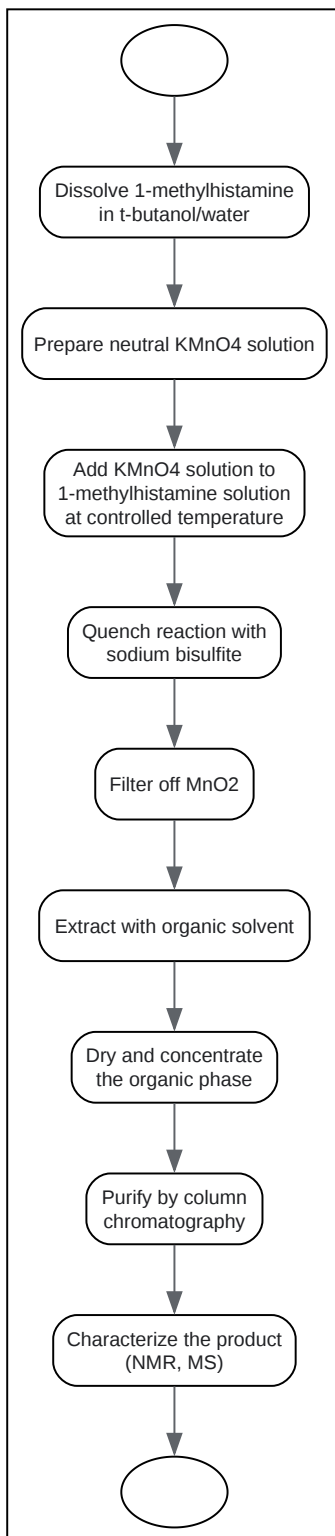 Dissolve 1-methylhistamine
in t-butanol/water
Prepare neutral KMnO4 solution
Add KMnO4 solution to
1-methylhistamine solution
at controlled temperature
Quench reaction with
sodium bisulfite
Filter off MnO2
Extract with organic solvent
Dry and concentrate
the organic phase
Purify by column
chromatography
Characterize the product
(NMR, MS)